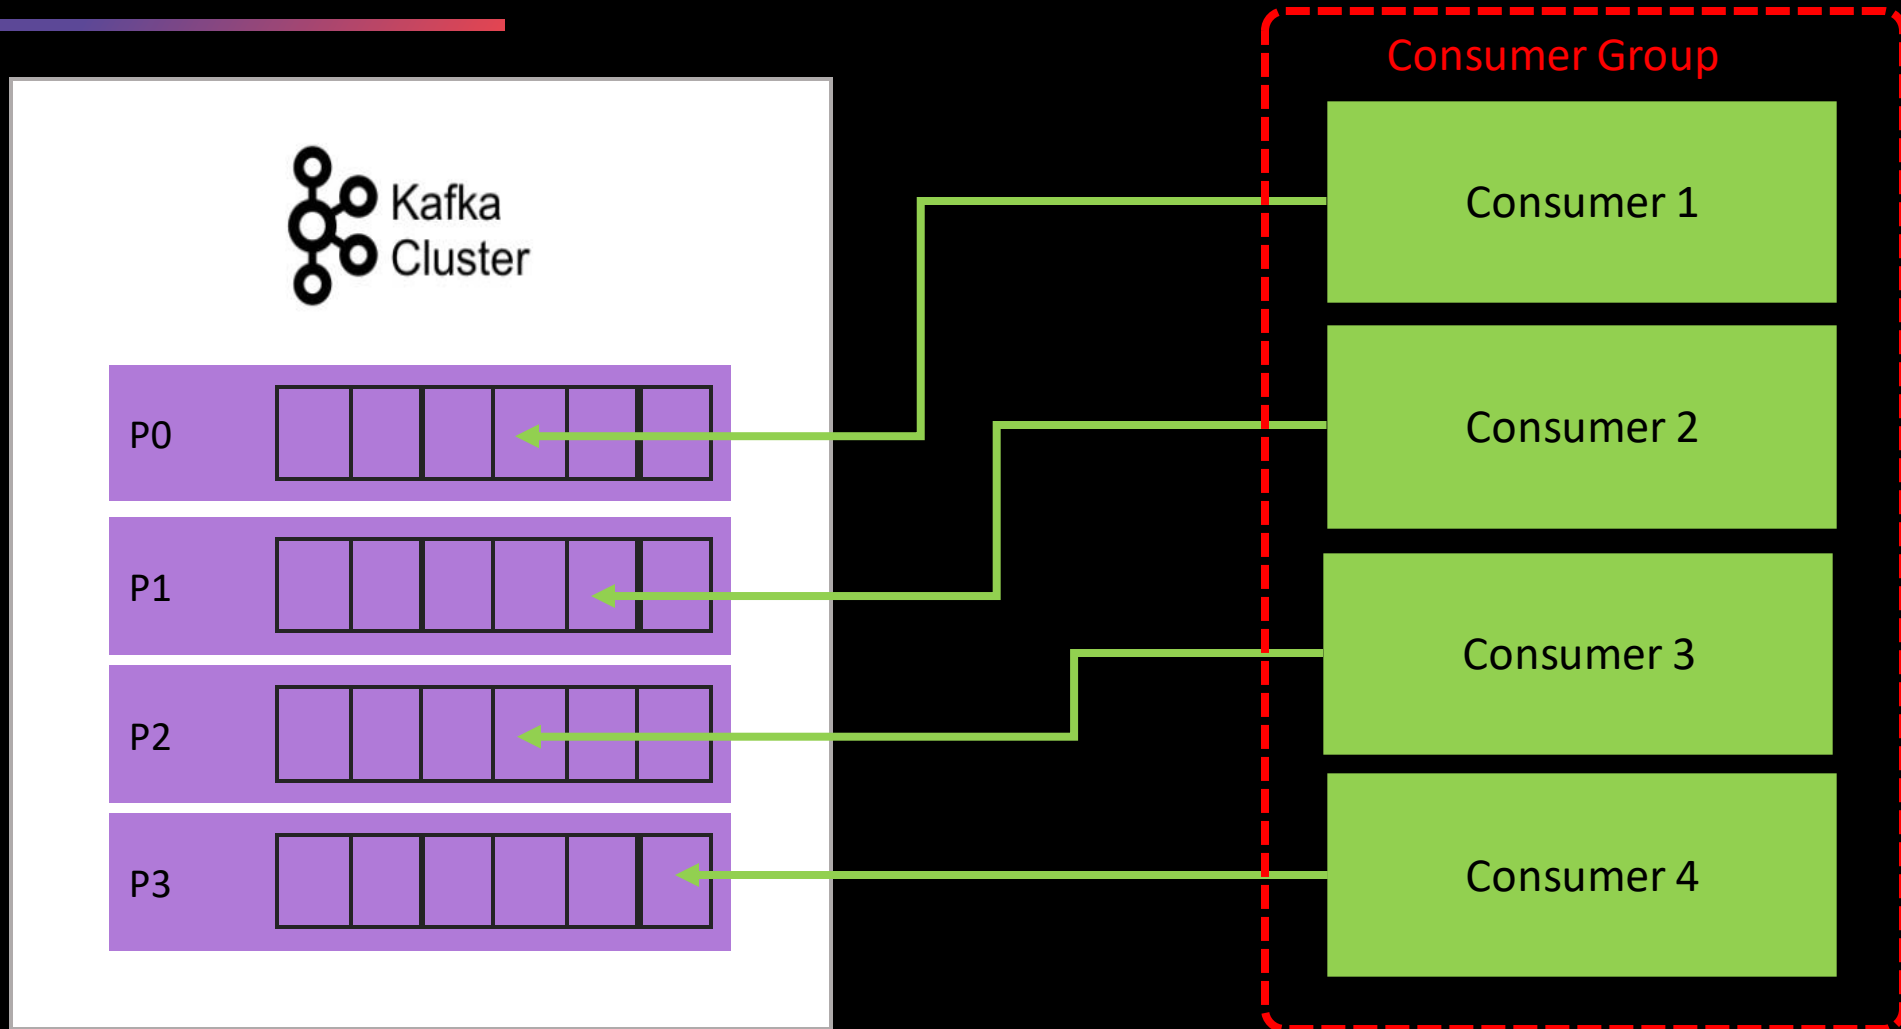 Consumer Group
Kafka
Cluster
Consumer 1
Consumer 2
Consumer 3
Consumer 4
P0
P1
P2
P3